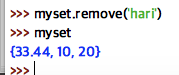 >>> myset.remove('hari')
>>> myset
{33.44, 10, 20}
>>>